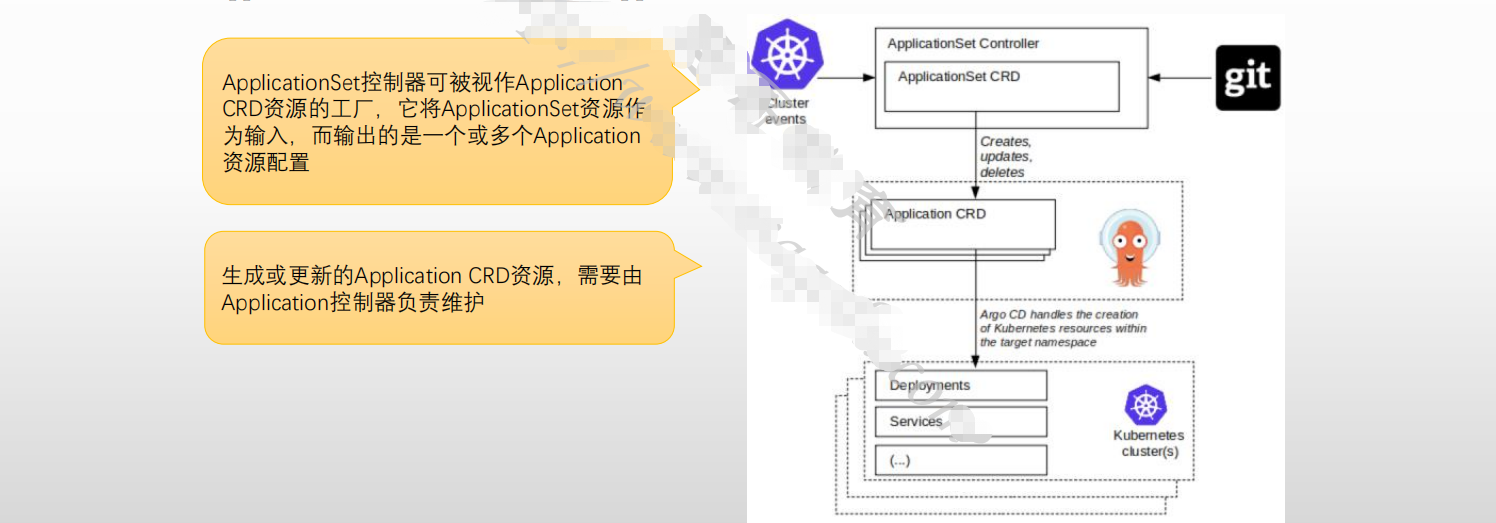 ApplicationSet控制器可被视作Application
CRD资源的工厂，它将ApplicationSet资源作
为输入，而输出的是一个或多个Application
资源配置
生成或更新的Application CRD资源，需要由
Application控制器负责维护
Cluster
events
ApplicationSet Controller
ApplicationSet CRD
git
Creates,
updates,
deletes
Application CRD
Argo CD handles the creation
of Kubernetes resources within
the target namespace
Deployments
Services
(...)
Kubernetes
cluster(s)